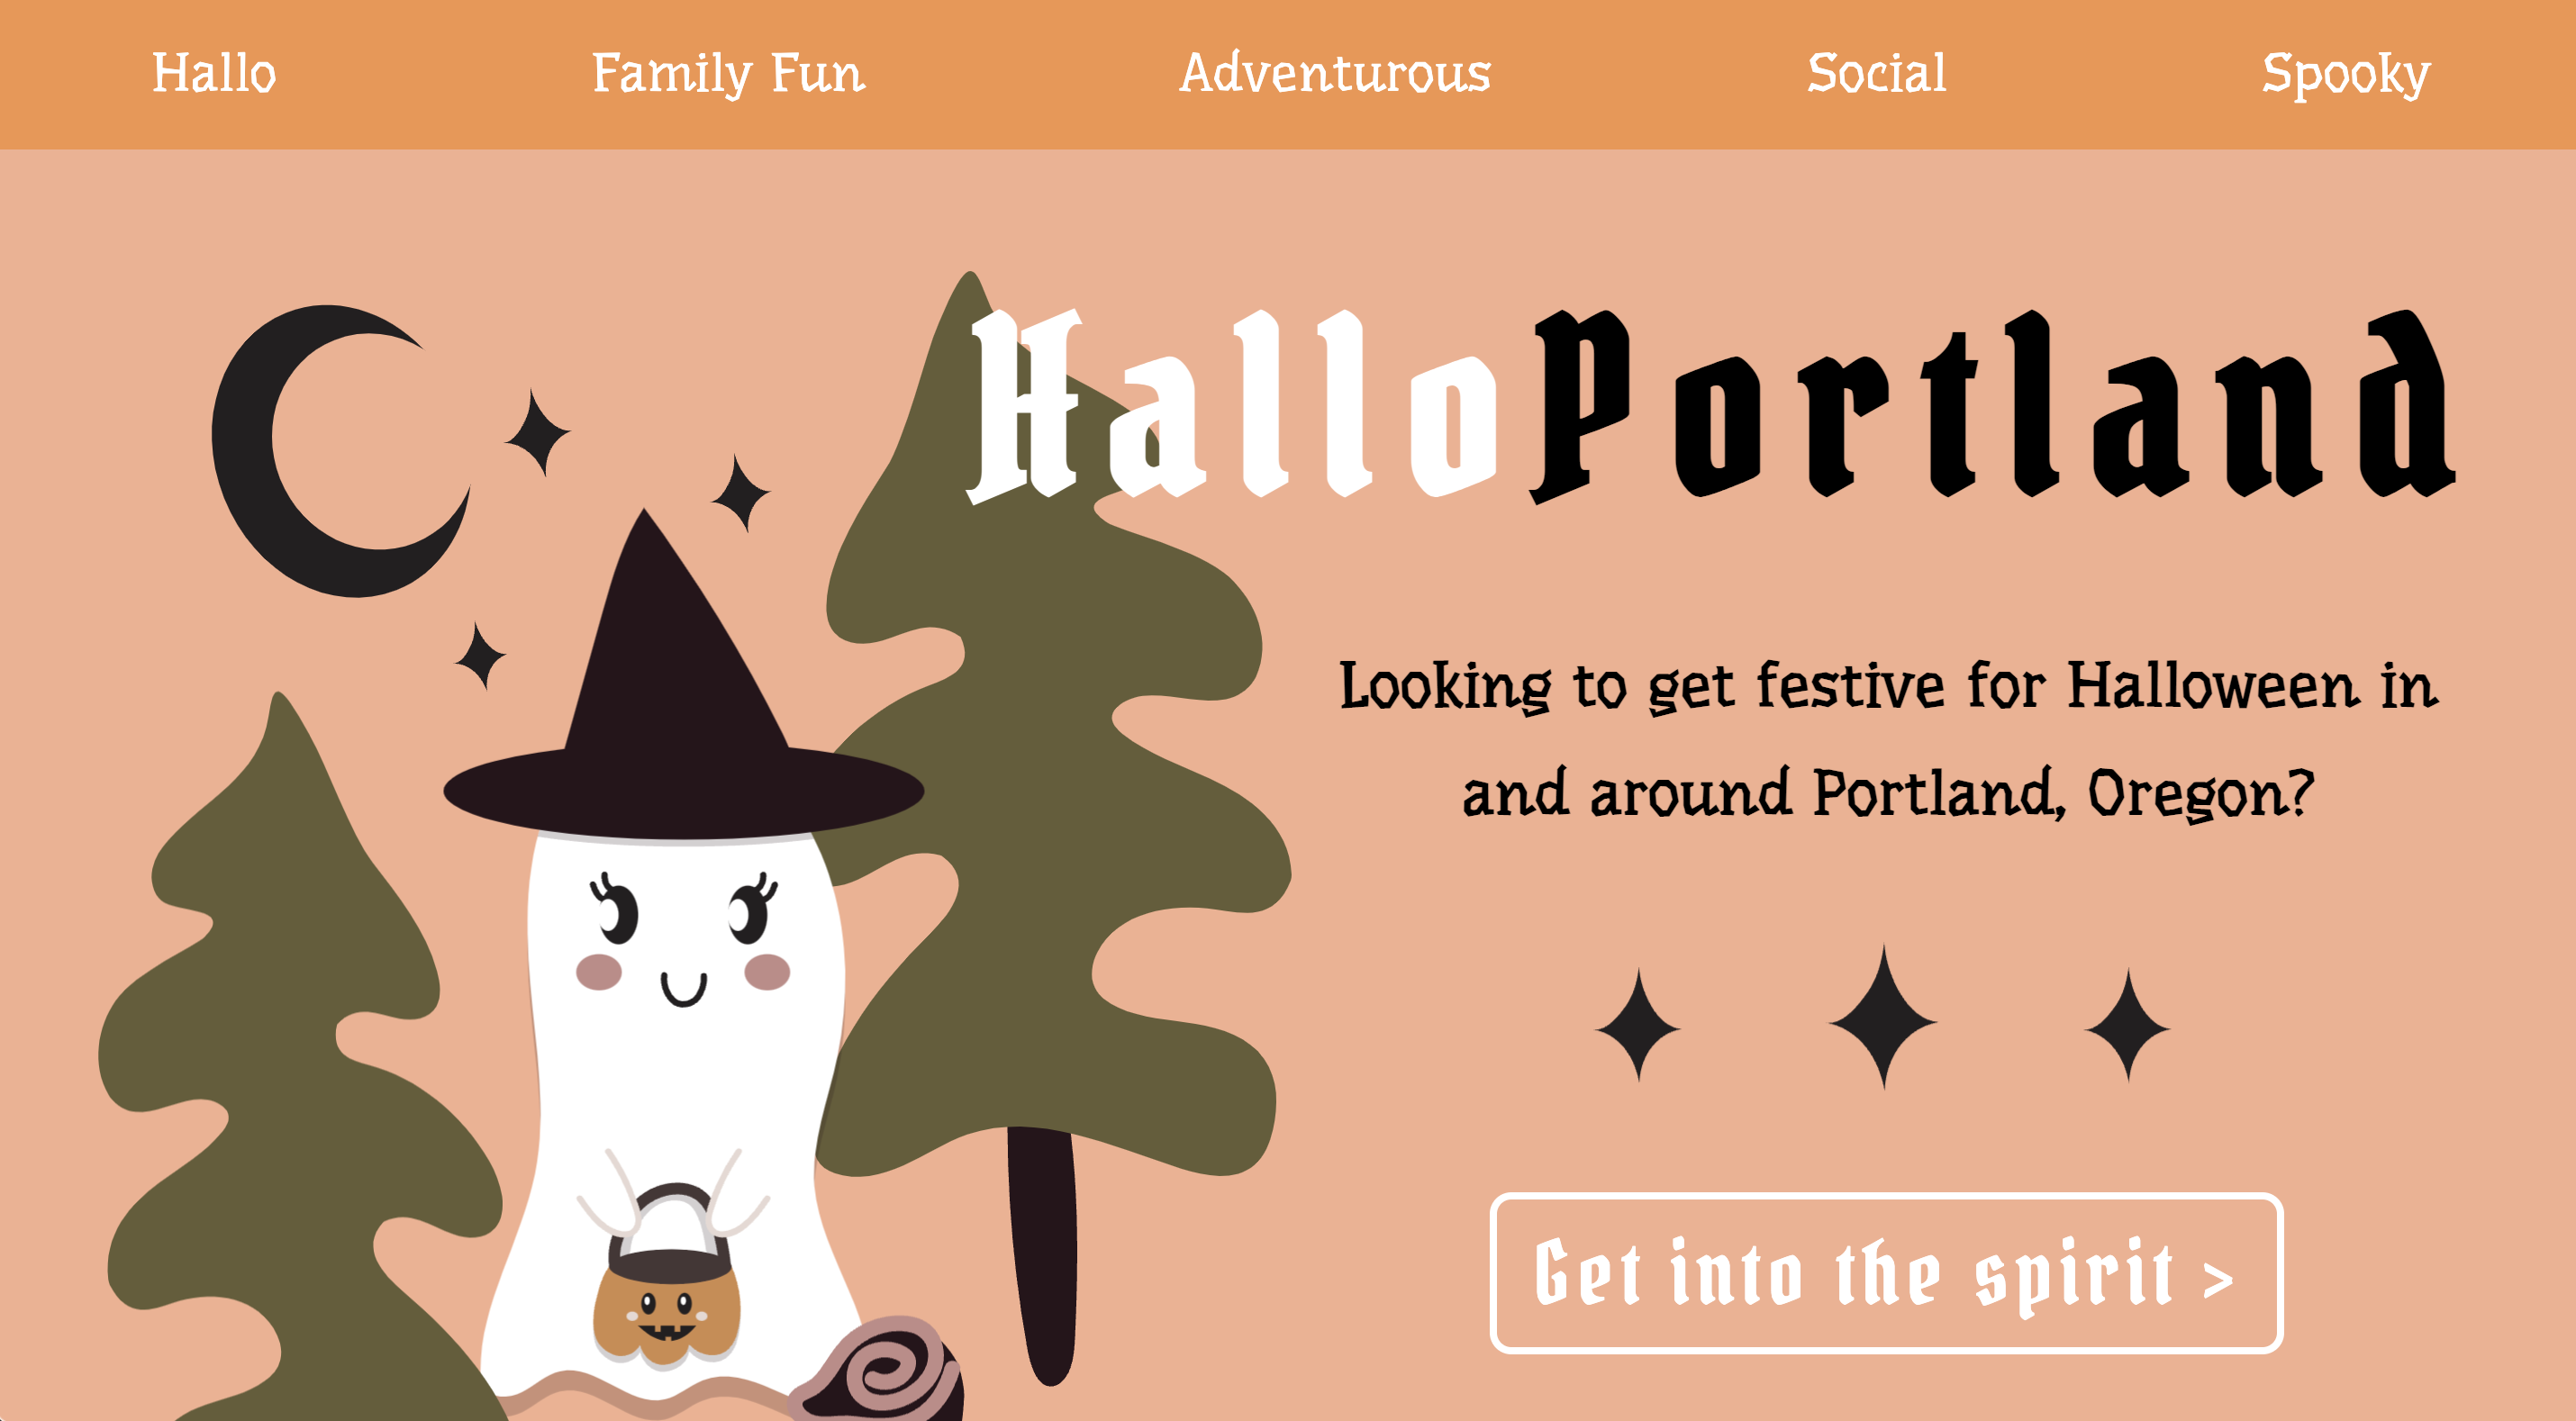 Hallo Family Fun Adventurous Social Spooky
HalloPortland
Looking to get festive for Halloween in
and around Portland, Oregon?
Get into the spirit >